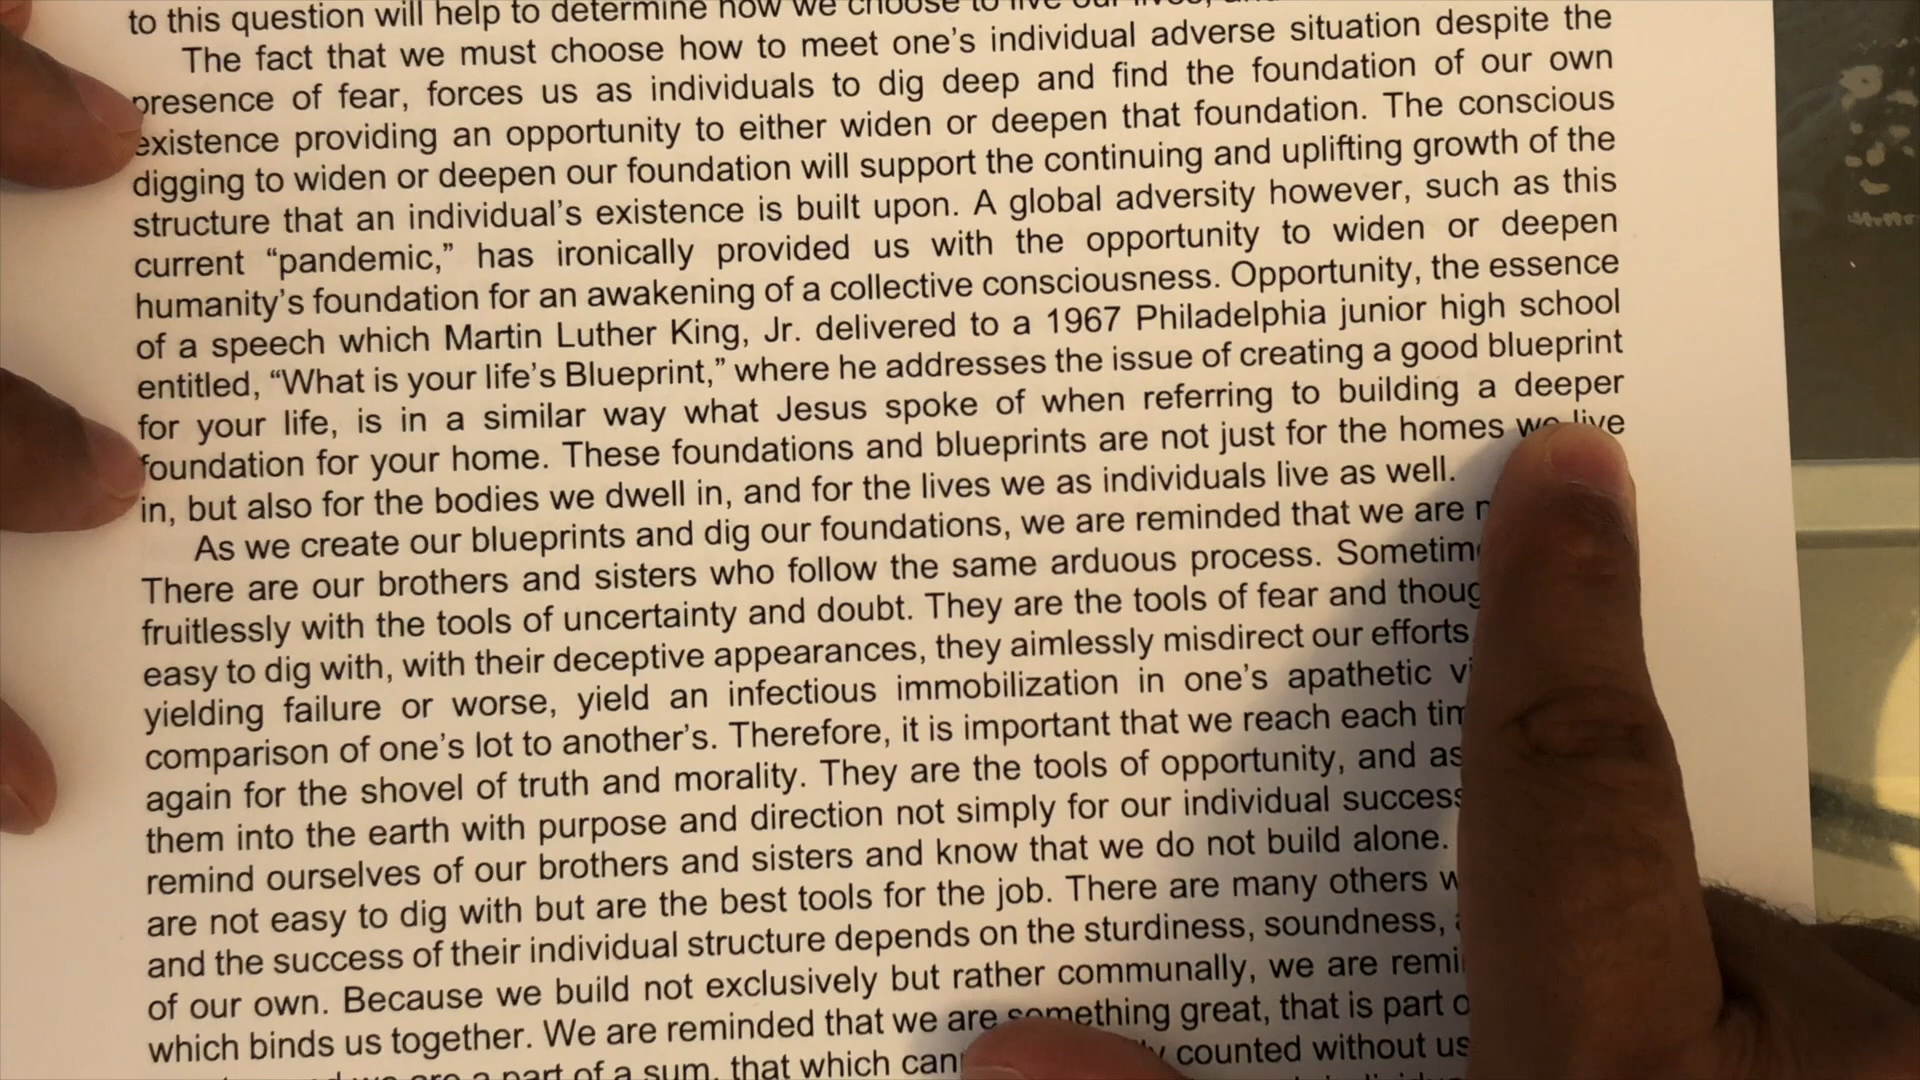 to this question will help to determine how we choose to live our lives,
The fact that we must choose how to meet one's individual adverse situation despite the
presence of fear, forces us as individuals to dig deep and find the foundation of our own
existence providing an opportunity to either widen or deepen that foundation. The conscious
digging to widen or deepen our foundation will support the continuing and uplifting growth of the
structure that an individual's existence is built upon. A global adversity however, such as this
current “pandemic,” has ironically provided us with the opportunity to widen or deepen
humanity's foundation for an awakening of a collective consciousness. Opportunity, the essence
of a speech which Martin Luther King, Jr. delivered to a 1967 Philadelphia junior high school
entitled, “What is your life's Blueprint,” where he addresses the issue of creating a good blueprint
for your life, is in a similar way what Jesus spoke of when referring to building a deeper
foundation for your home. These foundations and blueprints are not just for the homes we live
in, but also for the bodies we dwell in, and for the lives we as individuals live as well.
As we create our blueprints and dig our foundations, we are reminded that we are
There are our brothers and sisters who follow the same arduous process.
fruitlessly with the tools of uncertainty and doubt. They are the tools of fear and
easy to dig with, with their deceptive appearances, they aimlessly misdirect our efforts
yielding failure or worse, yield an infectious immobilization in one's apathetic
comparison of one's lot to another's. Therefore, it is important that we reach each
again for the shovel of truth and morality. They are the tools of opportunity, and
them into the earth with purpose and direction not simply for our individual
remind ourselves of our brothers and sisters and know that we do not build alone.
are not easy to dig with but are the best tools for the job. There are many others
and the success of their individual structure depends on the sturdiness, soundness,
of our own. Because we build not exclusively but rather communally, we are
which binds us together. We are reminded that we are something great, that is part
a part of a sum, that which counted without us